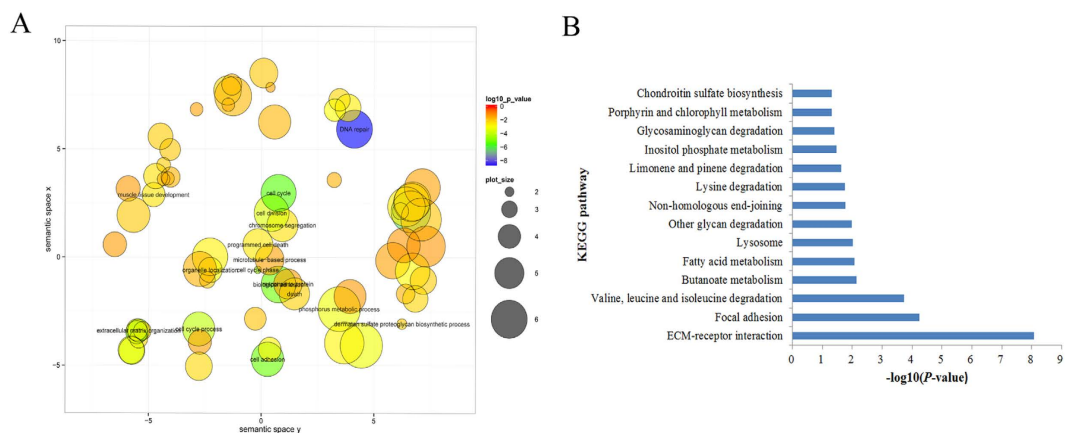 A
B
10
5
0
-5
semantic space x
-5
0
5
semantic space y
DNA repair
cell cycle
cell division
chromosome segregation
muscle tissue development
programmed cell death
microtubule-based process
organelle localization
cell cycle phase
death
phosphorus metabolic process
dermatan sulfate proteoglycan biosynthetic process
extracellular matrix organization
cell cycle process
cell adhesion
log10_p_value
0
-2
-4
-6
-8
plot_size
2
3
4
5
6
KEGG pathway
Chondroitin sulfate biosynthesis
Porphyrin and chlorophyll metabolism
Glycosaminoglycan degradation
Inositol phosphate metabolism
Limonene and pinene degradation
Lysine degradation
Non-homologous end-joining
Other glycan degradation
Lysosome
Fatty acid metabolism
Butanoate metabolism
Valine, leucine and isoleucine degradation
Focal adhesion
ECM-receptor interaction
0 1 2 3 4 5 6 7 8 9
-log10(P-value)